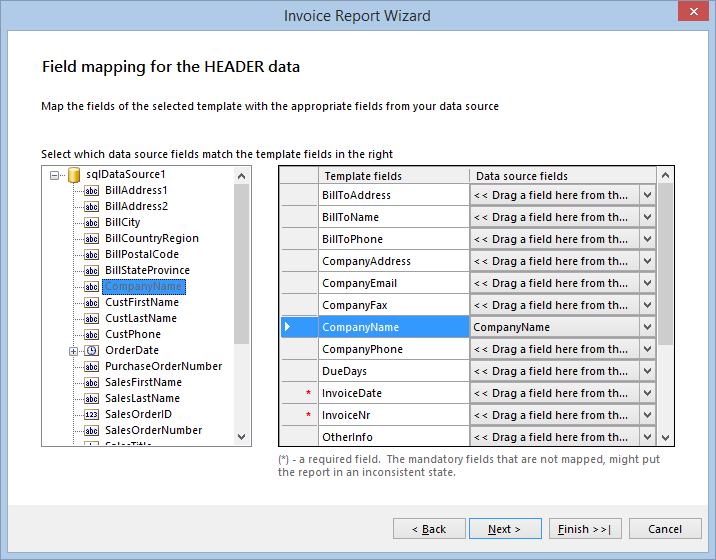 Invoice Report Wizard
Field mapping for the HEADER data
Map the fields of the selected template with the appropriate fields from your data source
Select which data source fields match the template fields in the right
sqlDataSource1
abc BillAddress1
abc BillAddress2
abc BillCity
abc BillCountryRegion
abc BillPostalCode
abc BillStateProvince
abc CompanyName
abc CustFirstName
abc CustLastName
abc CustPhone
OrderDate
abc PurchaseOrderNumber
abc SalesFirstName
abc SalesLastName
123 SalesOrderID
abc SalesOrderNumber
SalesTitle
Template fields Data source fields
BillToAddress << Drag a field here from th...
BillToName << Drag a field here from th...
BillToPhone << Drag a field here from th...
CompanyAddress << Drag a field here from th...
CompanyEmail << Drag a field here from th...
CompanyFax << Drag a field here from th...
CompanyName CompanyName
CompanyPhone << Drag a field here from th...
DueDays << Drag a field here from th...
* InvoiceDate << Drag a field here from th...
* InvoiceNr << Drag a field here from th...
OtherInfo << Drag a field here from th...
(*) - a required field. The mandatory fields that are not mapped, might put
the report in an inconsistent state.
< Back Next > Finish >>| Cancel